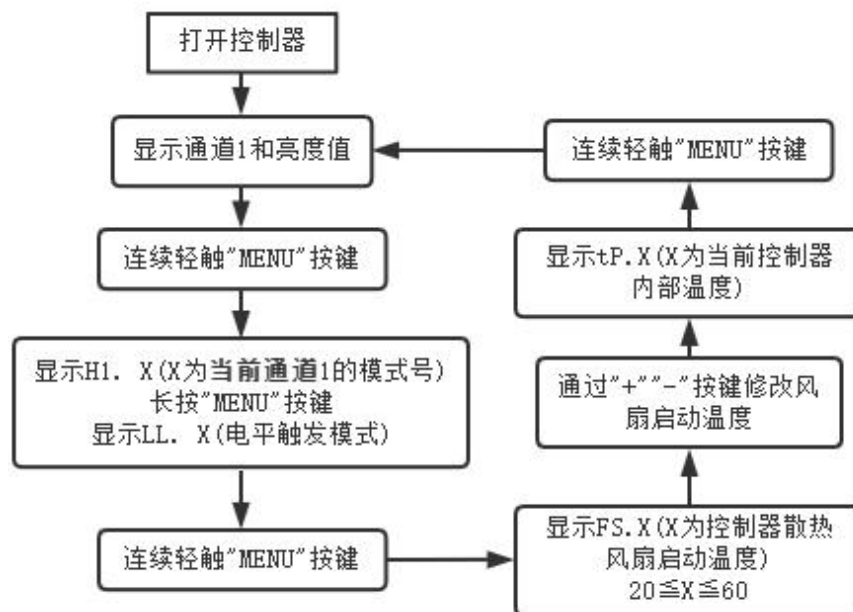 打开控制器
显示通道1和亮度值
连续轻触"MENU"按键
显示H1. X(X为当前通道1的模式号)
长按"MENU"按键
显示LL. X(电平触发模式)
连续轻触"MENU"按键
显示FS.X(X为控制器散热
风扇启动温度)
20≦X≦60
通过"+""-"按键修改风
扇启动温度
显示tP.X(X为当前控制器
内部温度)
连续轻触"MENU"按键